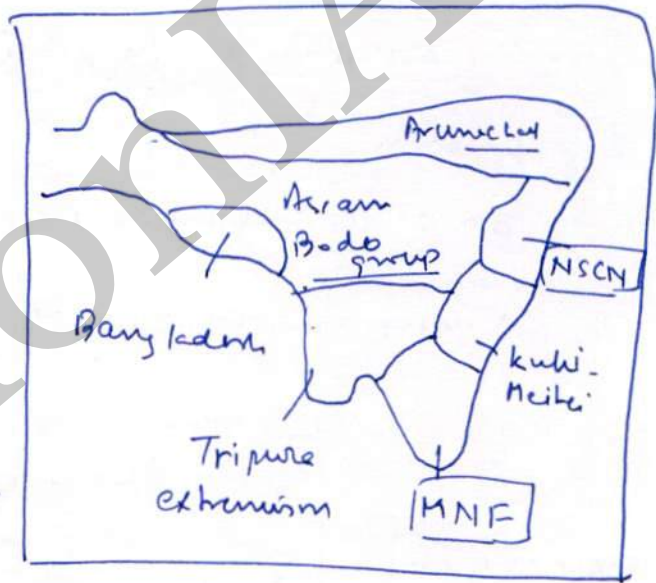 Arunachal
Assam
Bodo
group
NSCN
Bangladesh
Kuki-
Meitei
Tripura
extremism
MNF